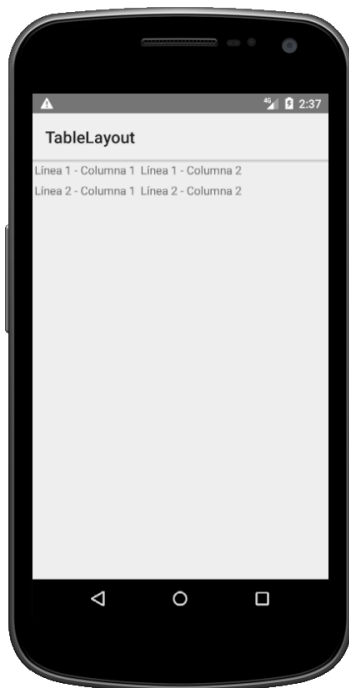 4G 2:37
TableLayout
Línea 1 - Columna 1 Línea 1 - Columna 2
Línea 2 - Columna 1 Línea 2 - Columna 2